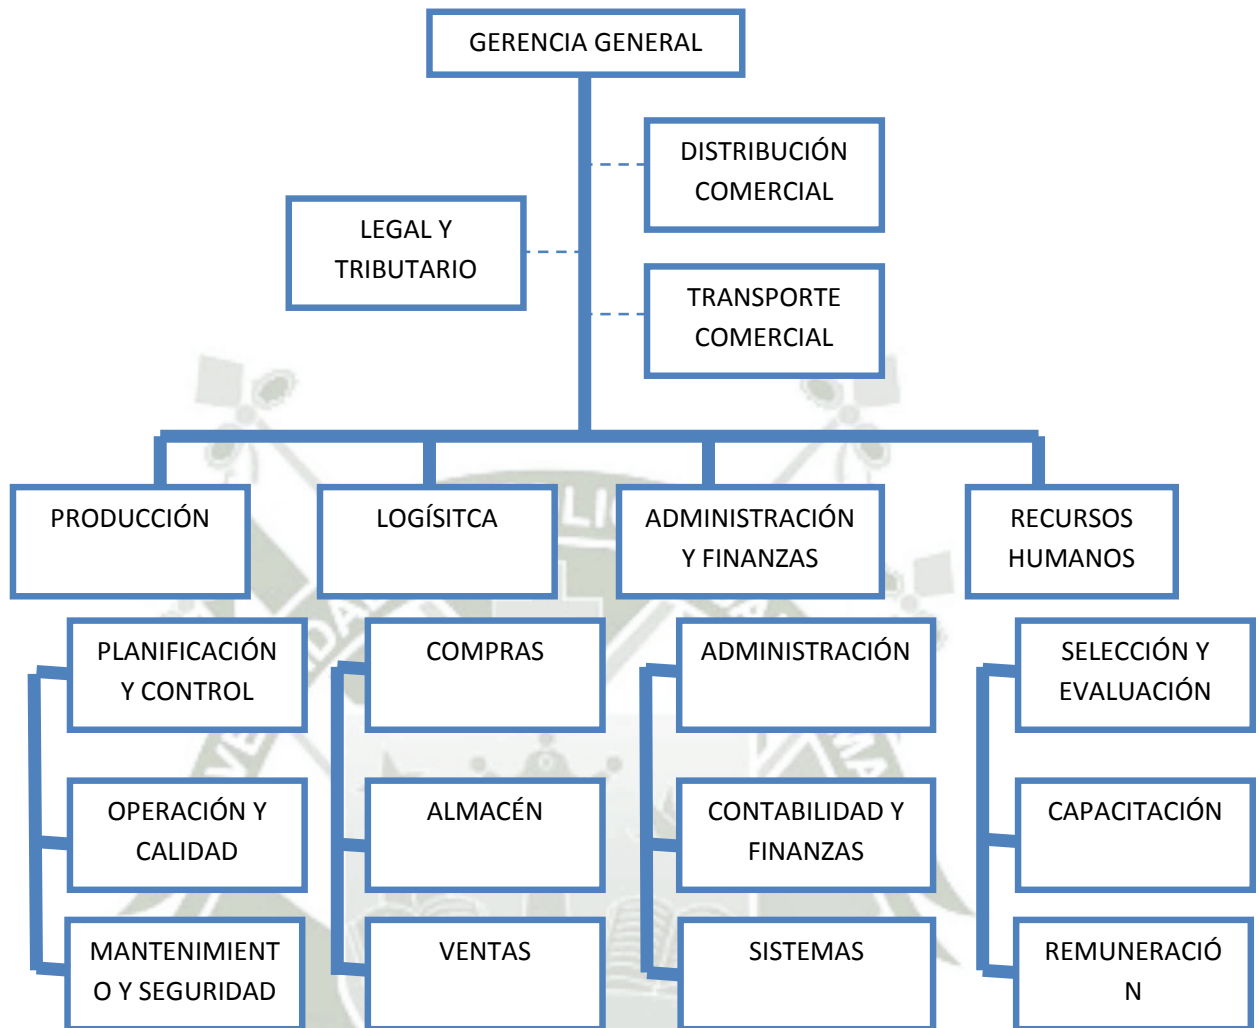 GERENCIA GENERAL
DISTRIBUCIÓN
COMERCIAL
LEGAL Y
TRIBUTARIO
TRANSPORTE
COMERCIAL
PRODUCCIÓN
LOGÍSITCA
ADMINISTRACIÓN
Y FINANZAS
RECURSOS
HUMANOS
PLANIFICACIÓN
Y CONTROL
COMPRAS
ADMINISTRACIÓN
SELECCIÓN Y
EVALUACIÓN
OPERACIÓN Y
CALIDAD
ALMACÉN
CONTABILIDAD Y
FINANZAS
CAPACITACIÓN
MANTENIMIENT
O Y SEGURIDAD
VENTAS
SISTEMAS
REMUNERACIÓ
N